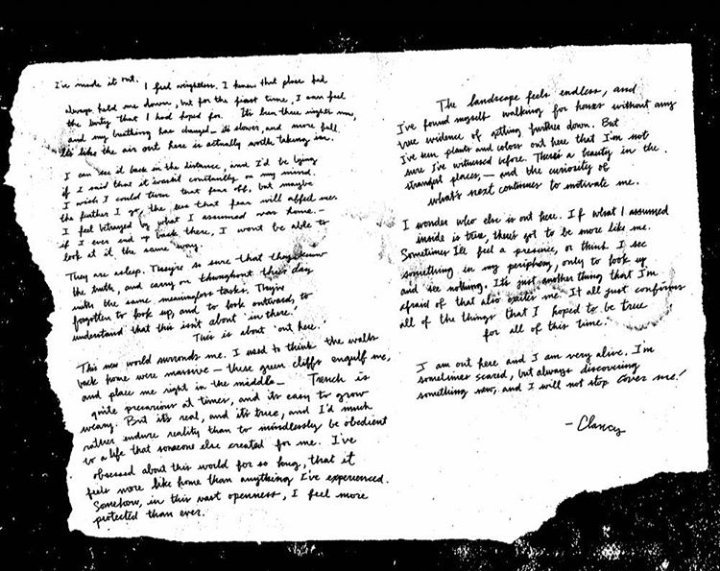 I've made it out. I feel weightless. I knew that place had
always held me down, but for the first time, I can feel
the unity that I had hoped for. It's been three nights now,
and my breathing has changed – it's slower, and more full.
It's like the air out here is actually worth taking in.
I can see it back in the distance, and I'd be lying
if I said that it wasn't constantly on my mind.
I wish I could turn that fear off, but maybe
the further I go, the less that fear will affect me.
I feel betrayed by what I assumed was home. –
if I ever end up back there, I won't be able to
look at it the same way.
They are asleep. They're so sure that they know
the truth, and carry on throughout their day
with the same meaningless tasks. They've
forgotten to look up, and to look outward, to
understand that this isn't about 'in there,'
This is about 'out here.'
This new world surrounds me. I used to think the walls
back home were massive – these green cliffs engulf me,
and place me right in the middle – Trench is
quite precarious at times, and it's easy to grow
weary. But it's real, and it's true, and I'd much
rather endure reality than to mindlessly be obedient
to a life that someone else created for me. I've
obsessed about this world for so long, that it
feels more like home than anything I've experienced.
Somehow, in this vast openness, I feel more
protected than ever.
The landscape feels endless, and
I've found myself walking for hours without any
true evidence of getting further down. But
I've seen plants and colors out here that I'm not
sure I've witnessed before. There's a beauty in the
strangest places, – and the curiosity of
what's next continues to motivate me.
I wonder who else is out here. If what I assumed
inside is true, there's got to be more like me.
Sometimes I'll feel a presence, or think I see
something in my periphery, only to look up
and see nothing. It's just another thing that I'm
afraid of that also excites me. It all just confirms
all of the things that I hoped to be true
for all of this time.
I am out here and I am very alive. I'm
sometimes scared, but always discovering
something new, and I will not stop
cover me!
– Clancy